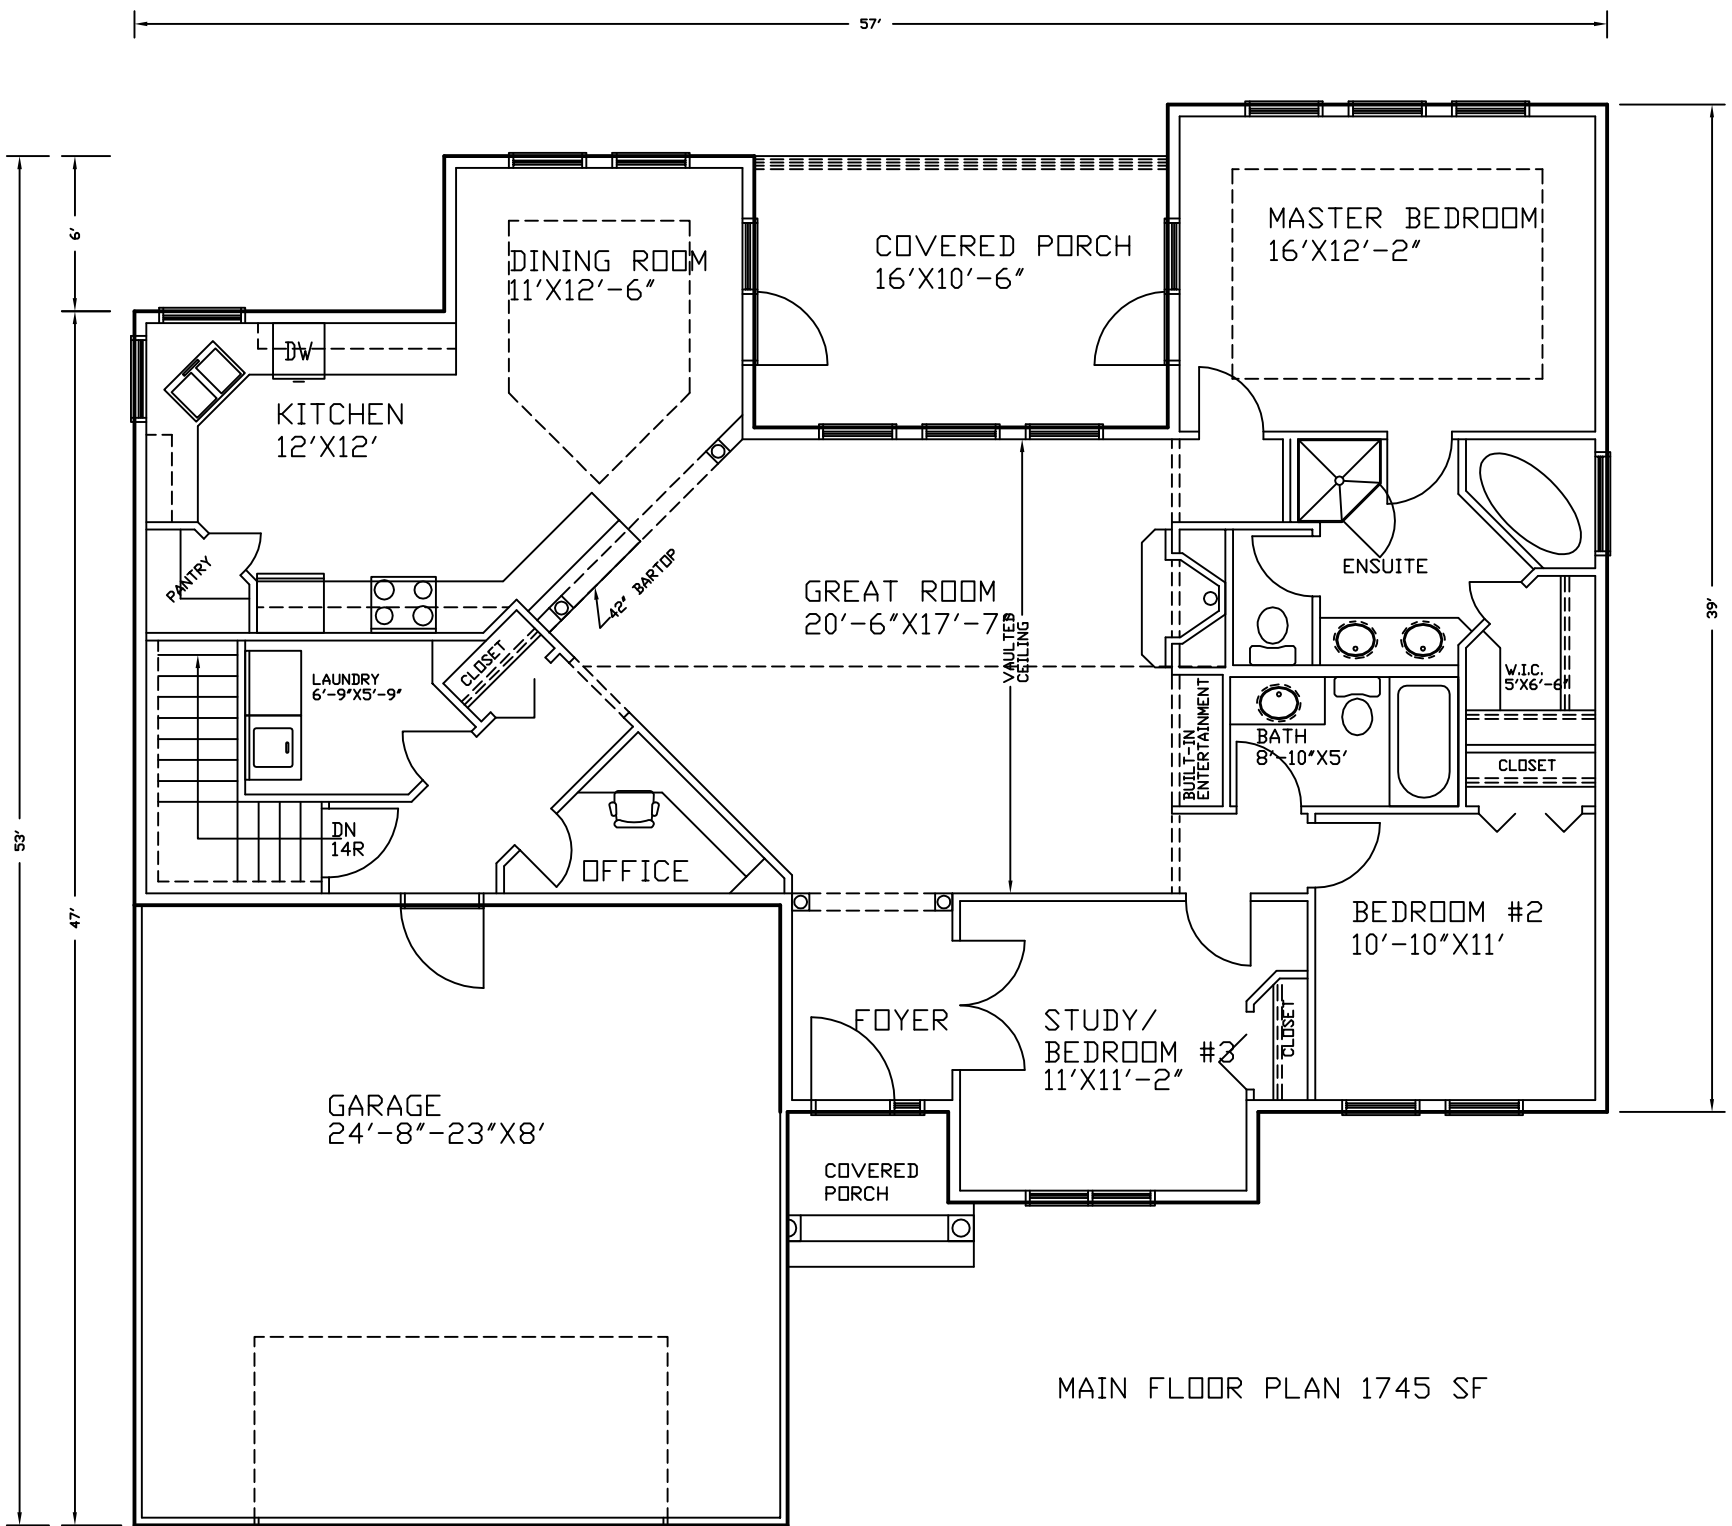 57'
6'
53'
47'
39'
MASTER BEDROOM
16'X12'-2"
COVERED PORCH
16'X10'-6"
DINING ROOM
11'X12'-6"
DW
KITCHEN
12'X12'
PANTRY
42" BARTOP
GREAT ROOM
20'-6"X17'-7"
VAULTED
CEILING
ENSUITE
W.I.C.
5'X6'-6"
CLOSET
LAUNDRY
6'-9"X5'-9"
BUILT-IN
ENTERTAINMENT
BATH
8'-10"X5'
CLOSET
DN
14R
OFFICE
BEDROOM #2
10'-10"X11'
FOYER
STUDY/
BEDROOM #3
11'X11'-2"
CLOSET
GARAGE
24'-8"-23"X8'
COVERED
PORCH
MAIN FLOOR PLAN 1745 SF